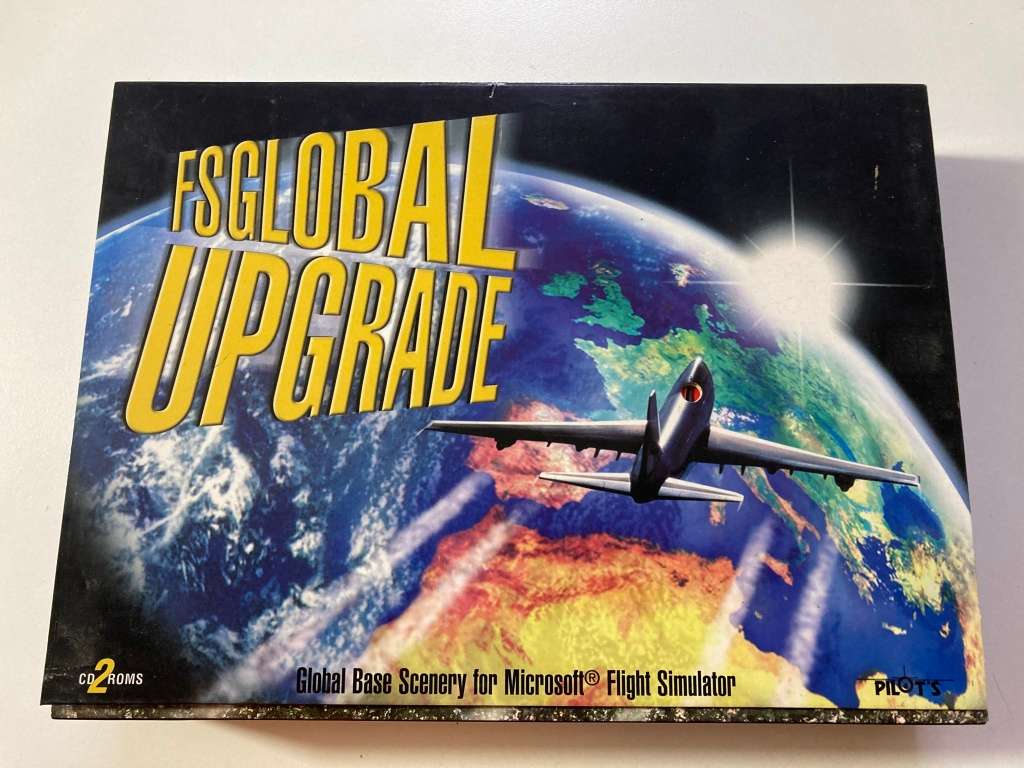 FSGLOBAL
UPGRADE
2 CD ROMS
Global Base Scenery for Microsoft® Flight Simulator
PILOT'S